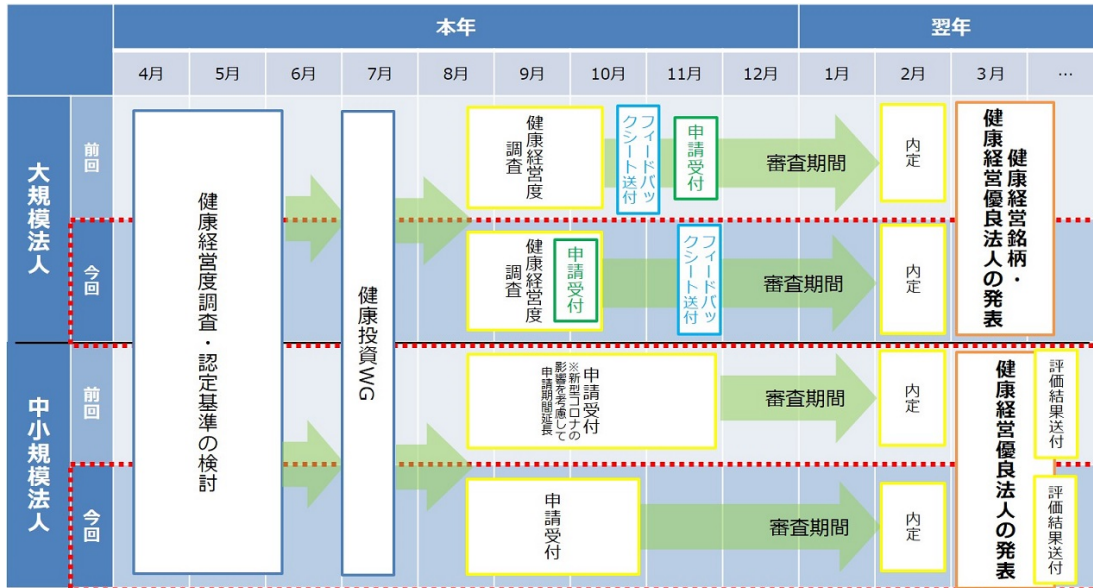 本年
翌年
4月
5月
6月
7月
8月
9月
10月
11月
12月
1月
2月
3月
…
大規模法人
前回
今回
中小規模法人
前回
今回
健康経営度調査・認定基準の検討
健康投資WG
健康経営度
調査
フィードバッ
クシート送付
申請受付
審査期間
内定
健康経営銘柄・
健康経営優良法人の発表
健康経営度
調査
申請受付
フィードバッ
クシート送付
審査期間
内定
申請受付
※新型コロナの
影響を考慮して
申請期間延長
審査期間
内定
健康経営優良法人の発表
評価結果送付
申請受付
審査期間
内定
評価結果送付